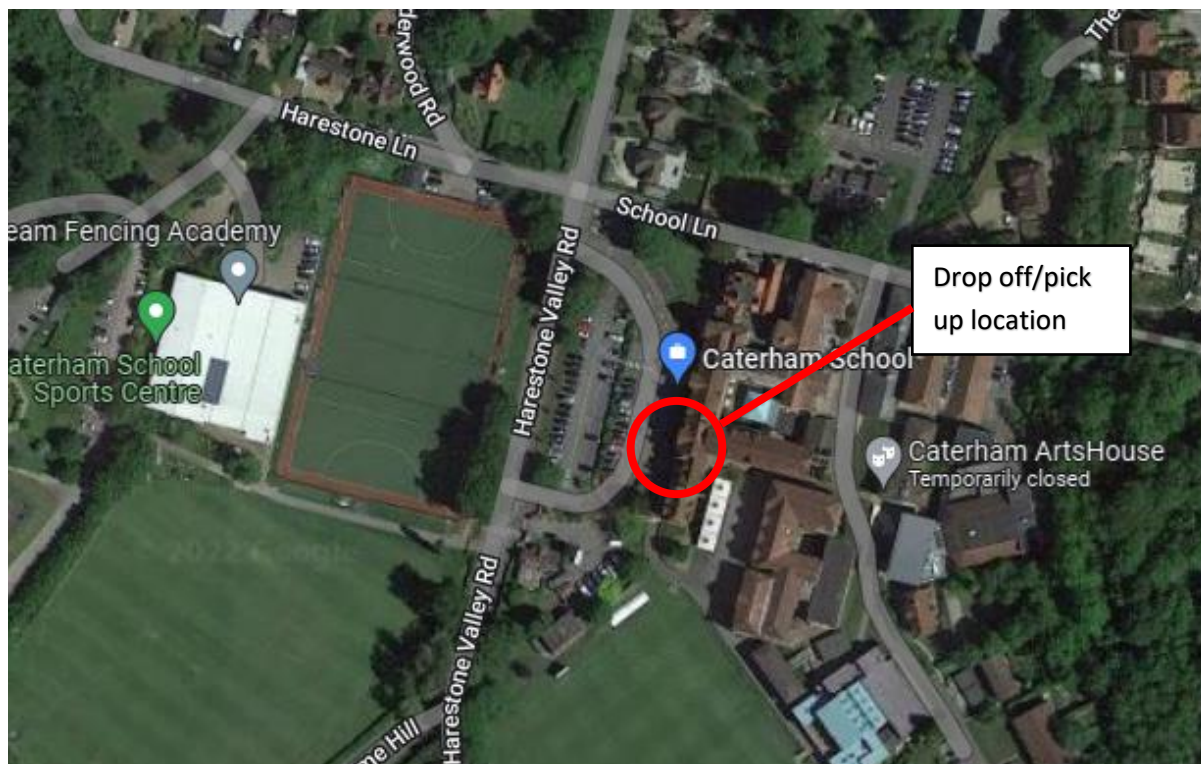 The
derwood Rd
Harestone Ln
School Ln
eam Fencing Academy
Harestone Valley Rd
Drop off/pick
up location
Caterham School
aterham School
Sports Centre
Caterham ArtsHouse
Temporarily closed
Harestone Valley Rd
ne Hill